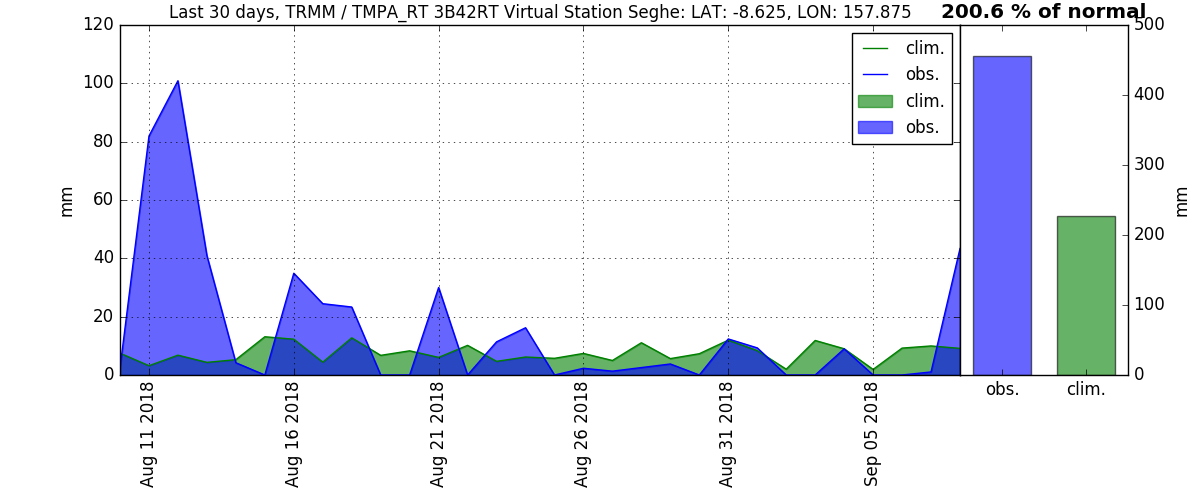 Last 30 days, TRMM / TMPA_RT 3B42RT Virtual Station Seghe: LAT: -8.625, LON: 157.875
200.6 % of normal
120
100
80
60
40
20
0
mm
clim.
obs.
clim.
obs.
500
400
300
200
100
0
mm
obs.
clim.
Aug 11 2018
Aug 16 2018
Aug 21 2018
Aug 26 2018
Aug 31 2018
Sep 05 2018